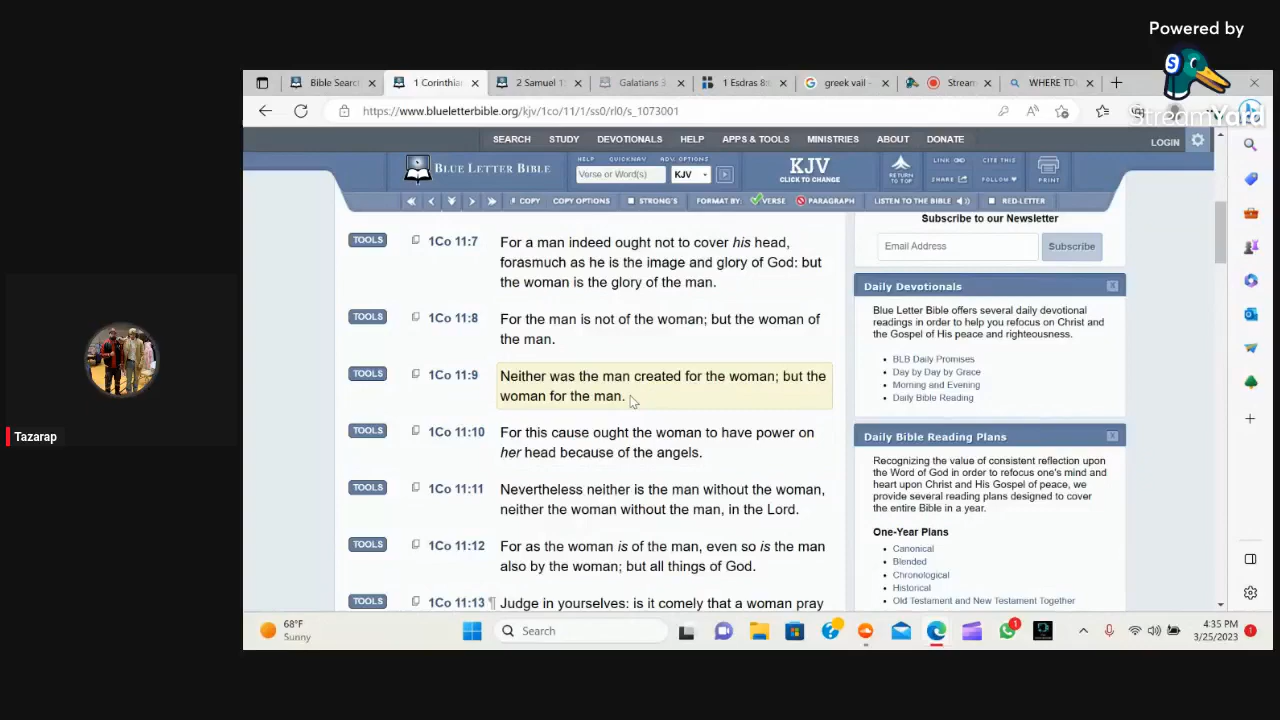 Powered by
StreamYard
Bible Searc
1 Corinthian
2 Samuel 1
Galatians 3
1 Esdras 8:
greek vail -
Stream
WHERE TD
https://www.blueletterbible.org/kjv/1co/11/1/ss0/rl0/s_1073001
SEARCH STUDY DEVOTIONALS HELP APPS & TOOLS MINISTRIES ABOUT DONATE LOGIN
BLUE LETTER BIBLE
HELP QUICKNAV ADV. OPTIONS
Verse or Word(s) KJV
KJV
CLICK TO CHANGE
RETURN TO TOP
LINK CITE THIS
SHARE FOLLOW
PRINT
COPY COPY OPTIONS STRONG'S FORMAT BY VERSE PARAGRAPH LISTEN TO THE BIBLE RED-LETTER
TOOLS 1Co 11:7 For a man indeed ought not to cover his head,
forasmuch as he is the image and glory of God: but
the woman is the glory of the man.
TOOLS 1Co 11:8 For the man is not of the woman; but the woman of
the man.
TOOLS 1Co 11:9 Neither was the man created for the woman; but the
woman for the man.
TOOLS 1Co 11:10 For this cause ought the woman to have power on
her head because of the angels.
TOOLS 1Co 11:11 Nevertheless neither is the man without the woman,
neither the woman without the man, in the Lord.
TOOLS 1Co 11:12 For as the woman is of the man, even so is the man
also by the woman; but all things of God.
TOOLS 1Co 11:13 ¶ Judge in yourselves: is it comely that a woman pray
Subscribe to our Newsletter
Email Address Subscribe
Daily Devotionals
Blue Letter Bible offers several daily devotional
readings in order to help you refocus on Christ and
the Gospel of His peace and righteousness.
• BLB Daily Promises
• Day by Day by Grace
• Morning and Evening
• Daily Bible Reading
Daily Bible Reading Plans
Recognizing the value of consistent reflection upon
the Word of God in order to refocus one's mind and
heart upon Christ and His Gospel of peace, we
provide several reading plans designed to cover
the entire Bible in a year.
One-Year Plans
• Canonical
• Blended
• Chronological
• Historical
• Old Testament and New Testament Together
Tazarap
68°F
Sunny
Search
1
4:35 PM
3/25/2023
1